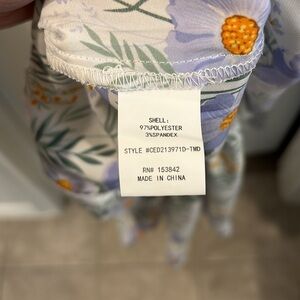 SHELL:
97%POLYESTER
3%SPANDEX
STYLE #CED213971D-TMD
RN# 153842
MADE IN CHINA